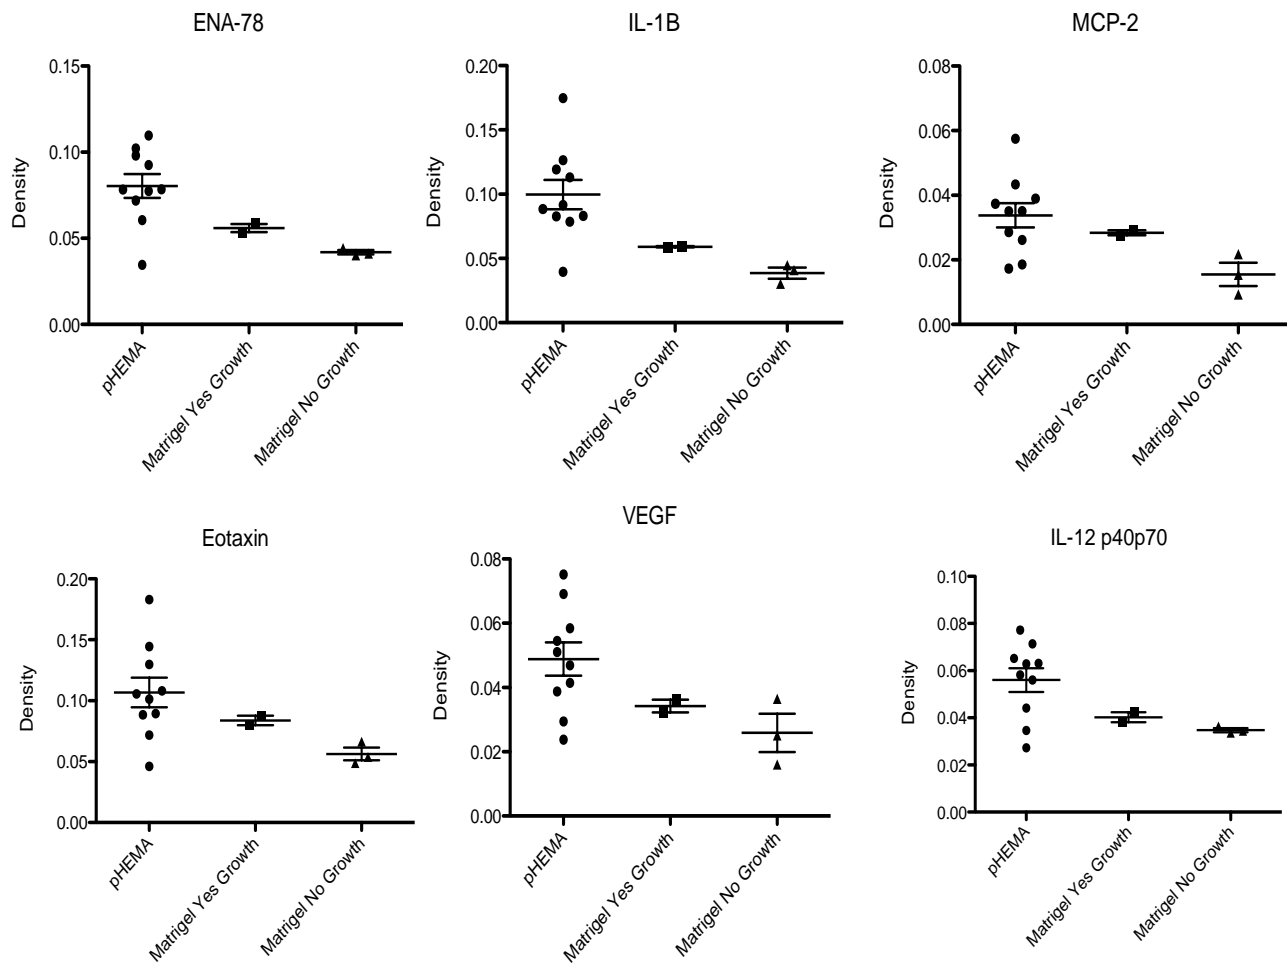 ENA-78
Density
0.15
0.10
0.05
0.00
pHEMA
Matrigel Yes Growth
Matrigel No Growth
IL-1B
Density
0.20
0.15
0.10
0.05
0.00
pHEMA
Matrigel Yes Growth
Matrigel No Growth
MCP-2
Density
0.08
0.06
0.04
0.02
0.00
pHEMA
Matrigel Yes Growth
Matrigel No Growth
Eotaxin
Density
0.20
0.15
0.10
0.05
0.00
pHEMA
Matrigel Yes Growth
Matrigel No Growth
VEGF
Density
0.08
0.06
0.04
0.02
0.00
pHEMA
Matrigel Yes Growth
Matrigel No Growth
IL-12 p40p70
Density
0.10
0.08
0.06
0.04
0.02
0.00
pHEMA
Matrigel Yes Growth
Matrigel No Growth